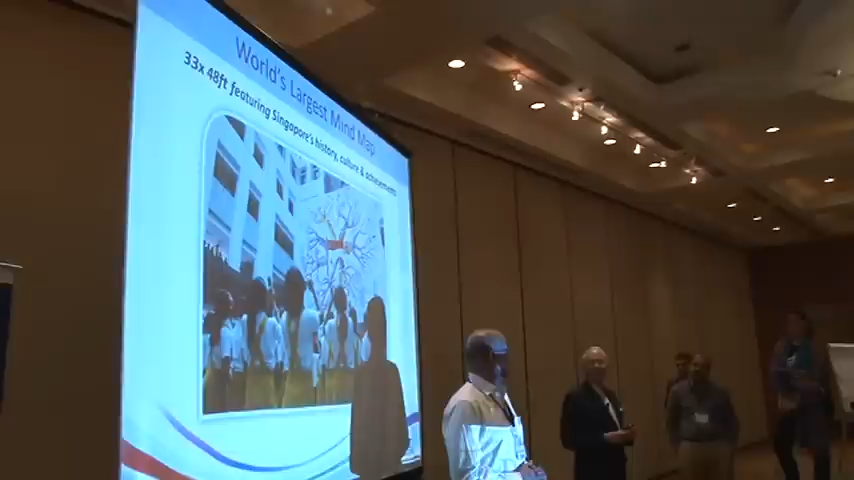 World's Largest Mind Map
33x 48ft featuring Singapore's history, culture & achievements